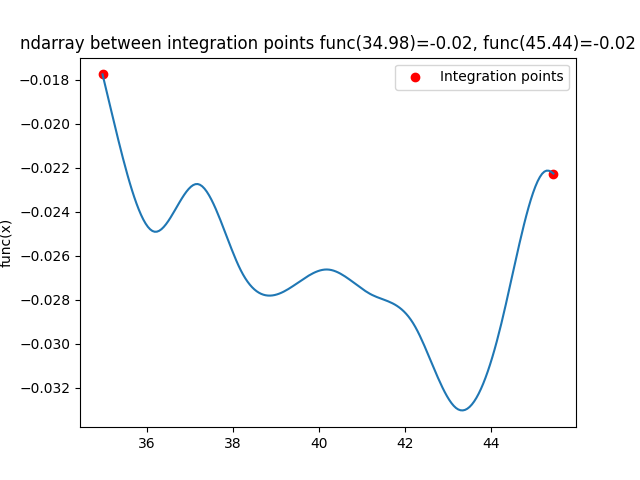 ndarray between integration points func(34.98)=-0.02, func(45.44)=-0.02
Integration points
func(x)
−0.018
−0.020
−0.022
−0.024
−0.026
−0.028
−0.030
−0.032
36 38 40 42 44